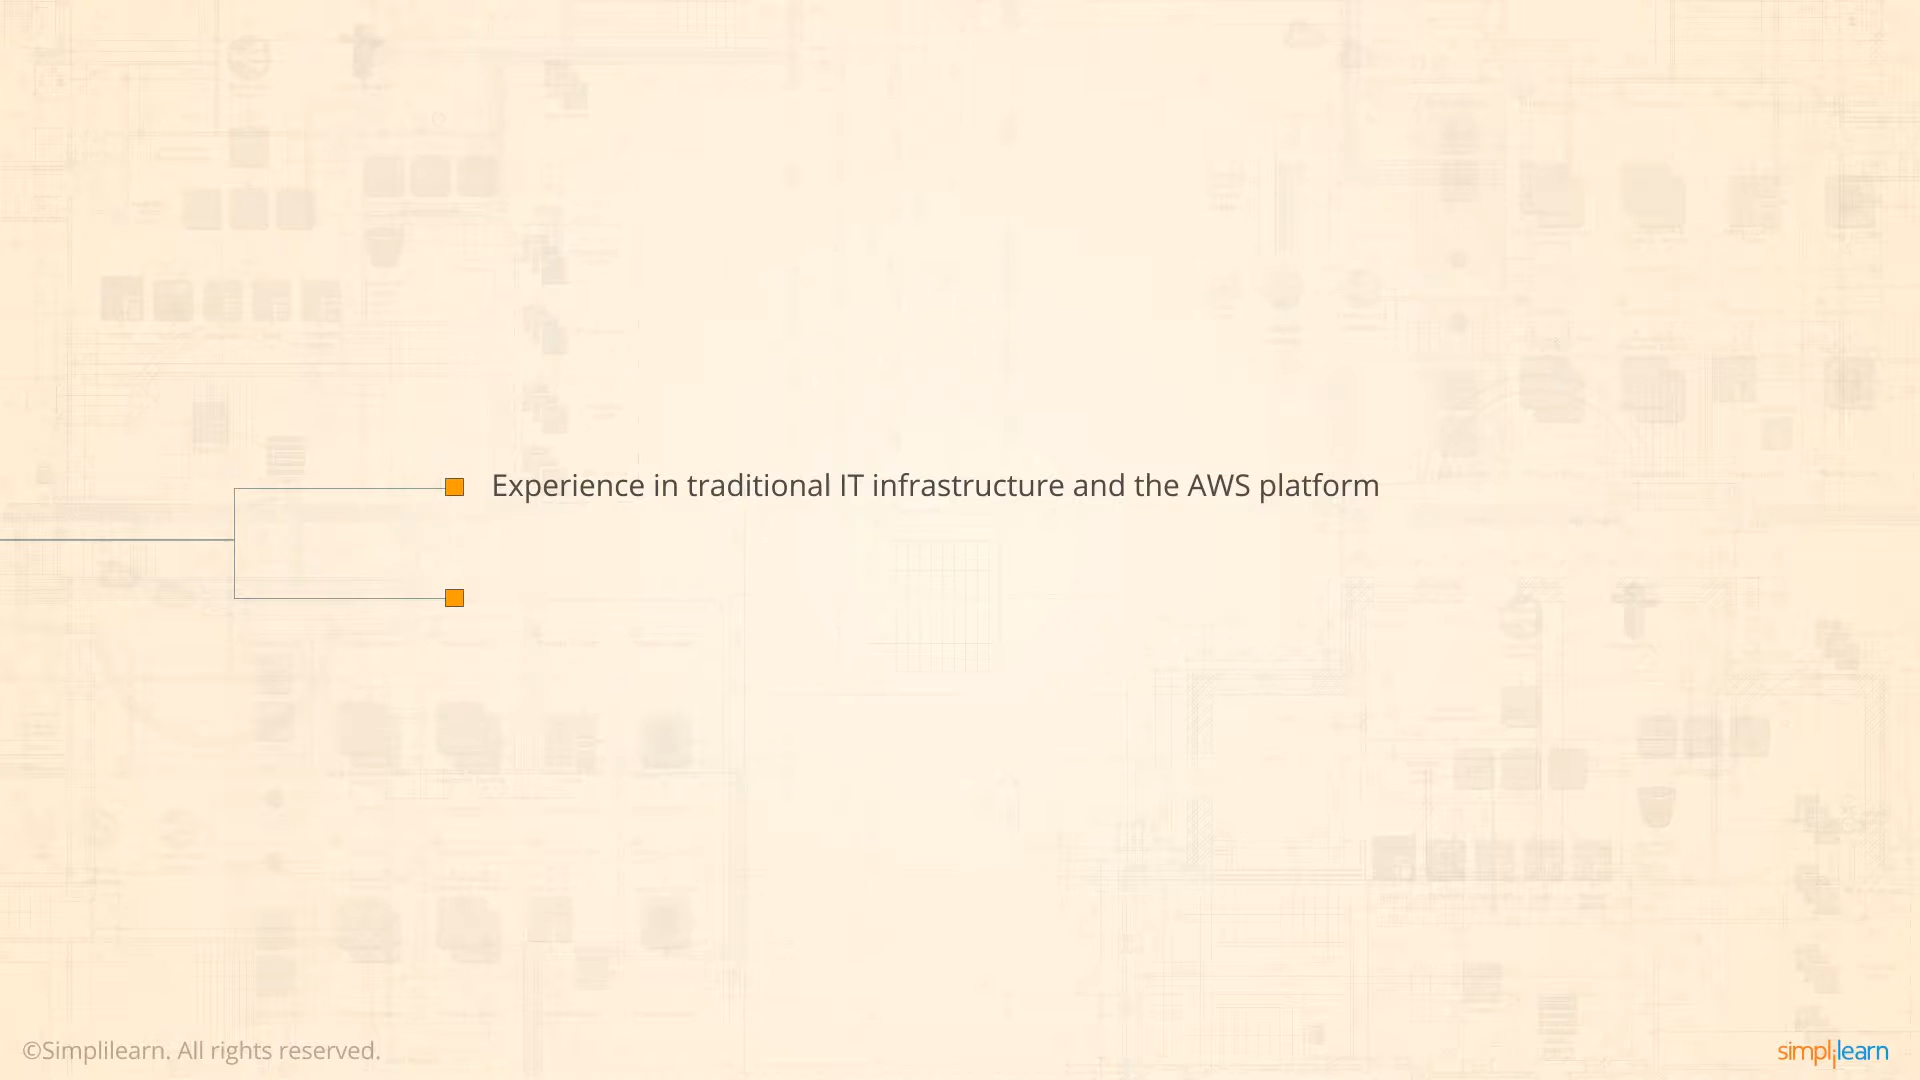 Experience in traditional IT infrastructure and the AWS platform
©Simplilearn. All rights reserved.
simplilearn